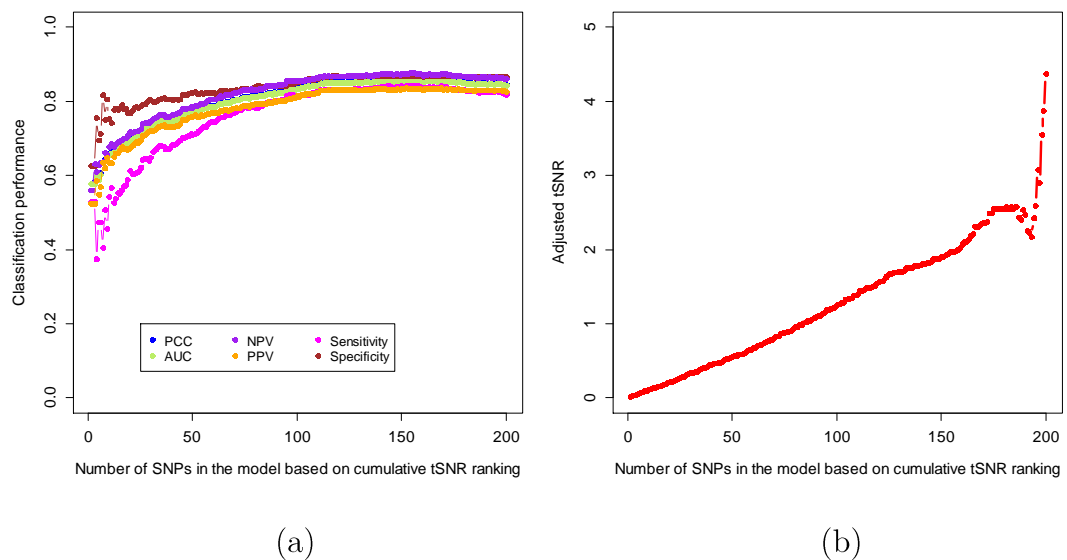 Classification performance
1.0
0.8
0.6
0.4
0.2
0.0
PCC
NPV
Sensitivity
AUC
PPV
Specificity
0
50
100
150
200
Number of SNPs in the model based on cumulative tSNR ranking
(a)
Adjusted tSNR
5
4
3
2
1
0
0
50
100
150
200
Number of SNPs in the model based on cumulative tSNR ranking
(b)